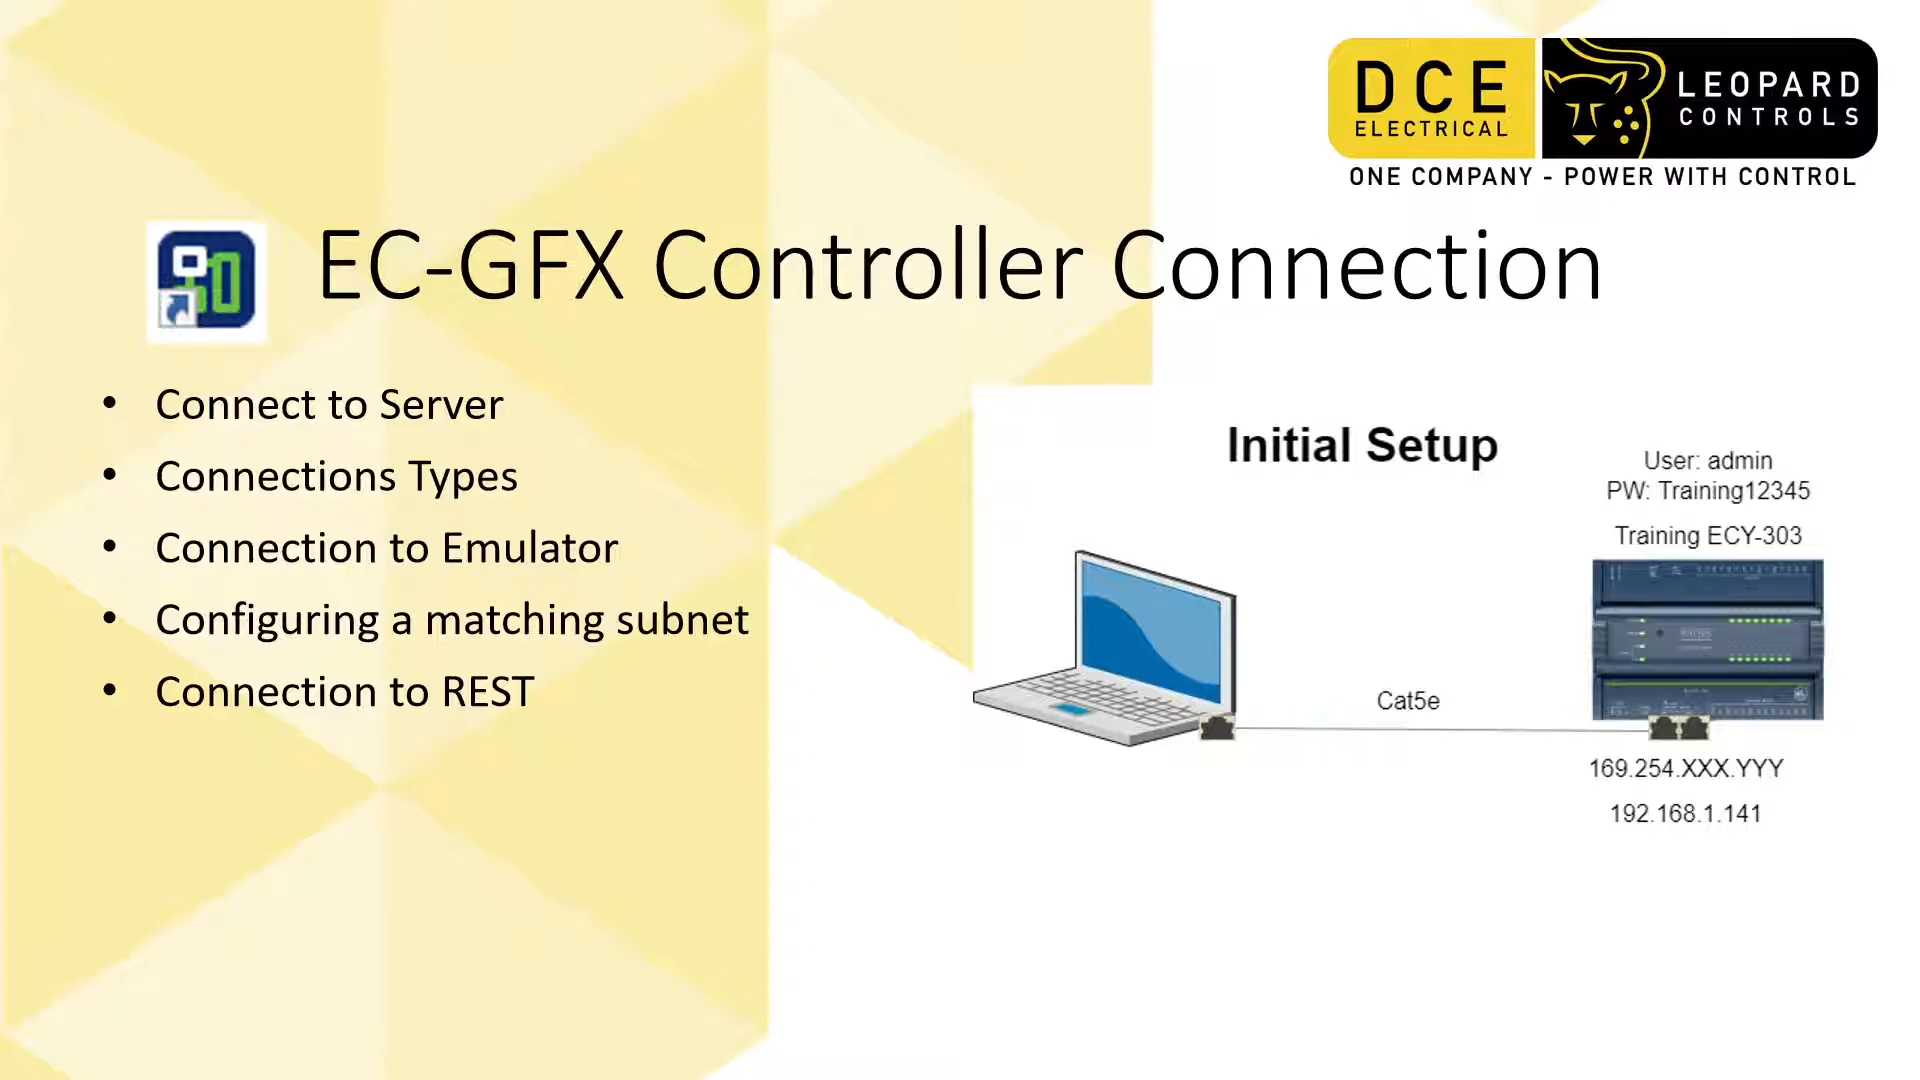 DCE
ELECTRICAL
LEOPARD
CONTROLS
ONE COMPANY - POWER WITH CONTROL
EC-GFX Controller Connection
• Connect to Server
• Connections Types
• Connection to Emulator
• Configuring a matching subnet
• Connection to REST
Initial Setup
User: admin
PW: Training12345
Training ECY-303
Cat5e
169.254.XXX.YYY
192.168.1.141